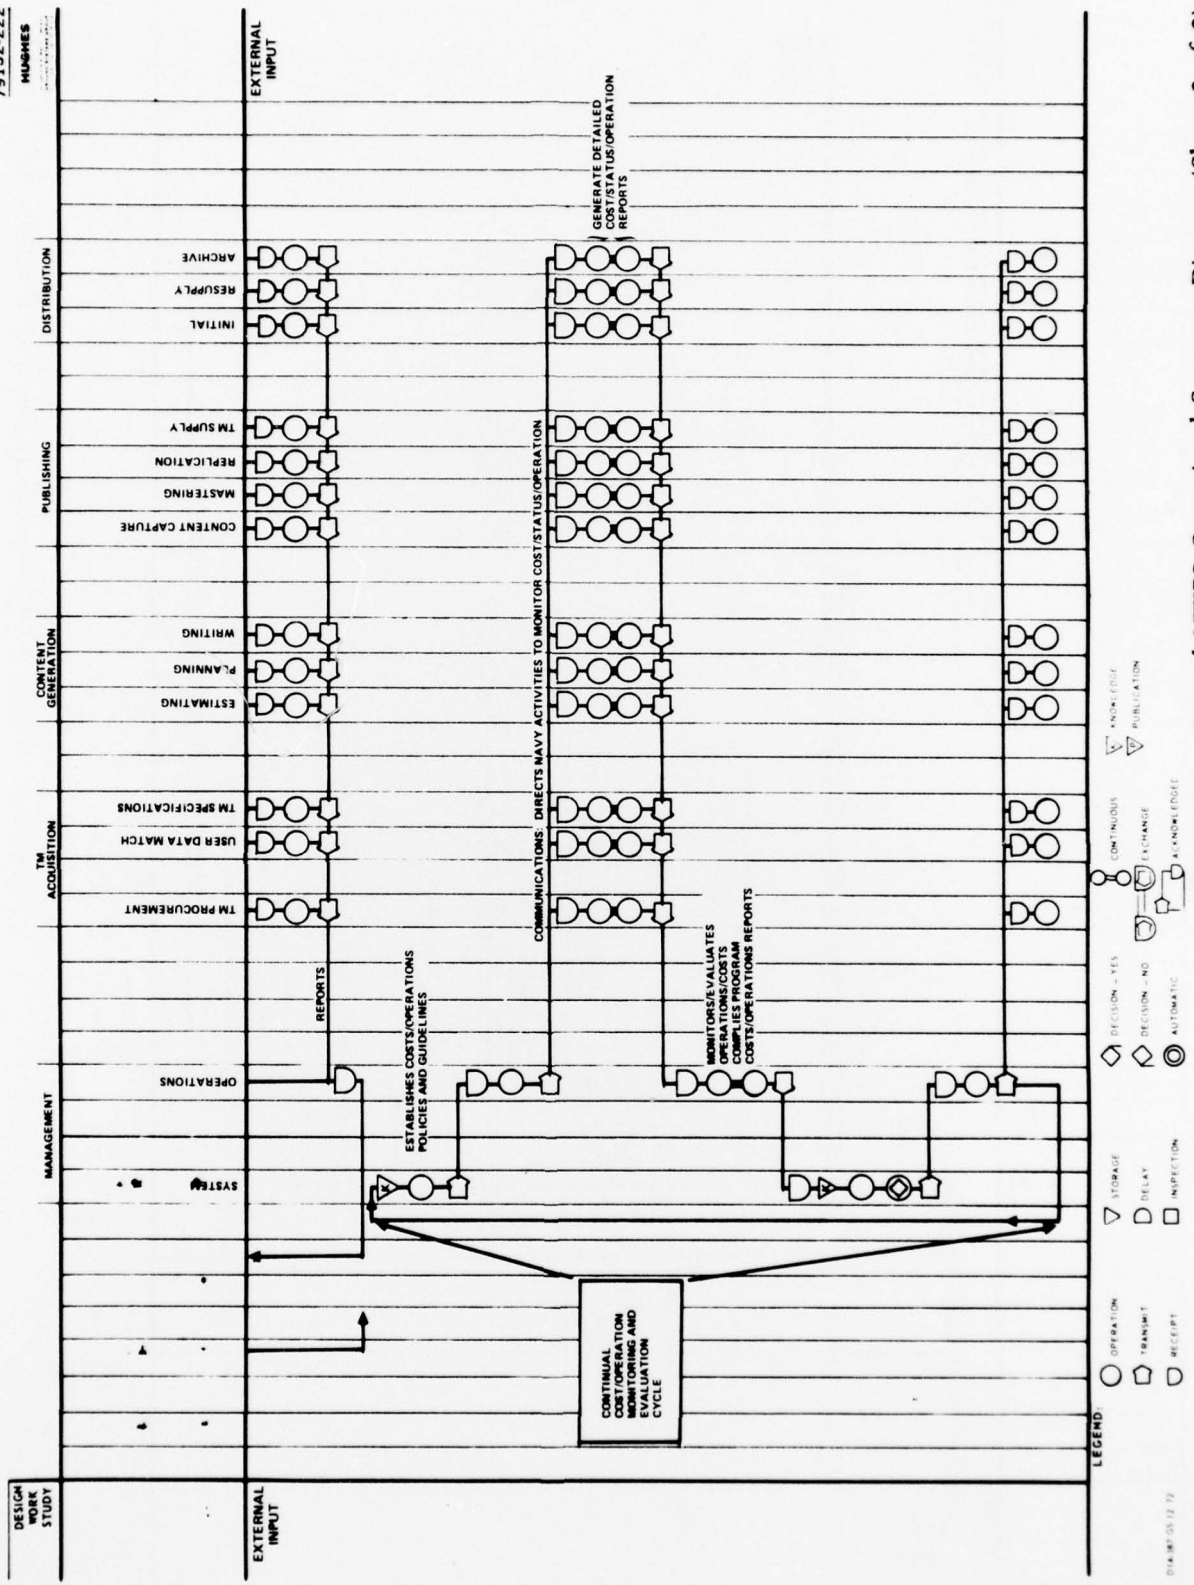 79152-222
HUGHES
DESIGN
WORK
STUDY
MANAGEMENT
TM
ACQUISITION
CONTENT
GENERATION
PUBLISHING
DISTRIBUTION
SYSTEM
OPERATIONS
TM PROCUREMENT
USER DATA MATCH
TM SPECIFICATIONS
ESTIMATING
PLANNING
WRITING
CONTENT CAPTURE
MASTERING
REPLICATION
TM SUPPLY
INITIAL
RESUPPLY
ARCHIVE
EXTERNAL
INPUT
EXTERNAL
INPUT
REPORTS
K
ESTABLISHES COSTS/OPERATIONS
POLICIES AND GUIDELINES
COMMUNICATIONS: DIRECTS NAVY ACTIVITIES TO MONITOR COST/STATUS/OPERATION
GENERATE DETAILED
COST/STATUS/OPERATION
REPORTS
CONTINUAL
COST/OPERATION
MONITORING AND
EVALUATION
CYCLE
MONITORS/EVALUATES
OPERATIONS/COSTS
COMPLIES PROGRAM
COSTS/OPERATIONS REPORTS
K
LEGEND:
OPERATION
TRANSMIT
RECEIPT
STORAGE
DELAY
INSPECTION
DECISION - YES
DECISION - NO
AUTOMATIC
CONTINUOUS
EXCHANGE
ACKNOWLEDGE
K KNOWLEDGE
P PUBLICATION